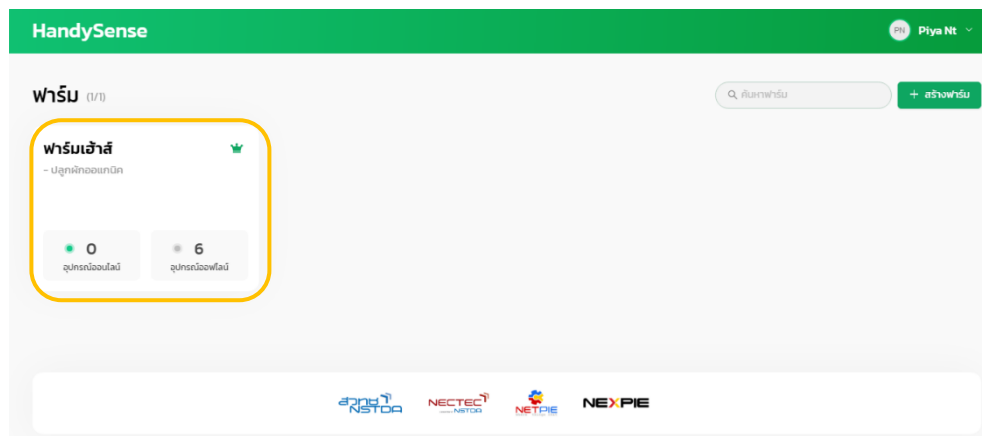 HandySense
PN Piya Nt
ฟาร์ม (1/1)
ค้นหาฟาร์ม
+ สร้างฟาร์ม
ฟาร์มเฮ้าส์
- ปลูกผักออแกนิค
0
อุปกรณ์ออนไลน์
6
อุปกรณ์ออฟไลน์
สวทช NSTDA
NECTEC NSTDA
NETPIE
NEXPIE